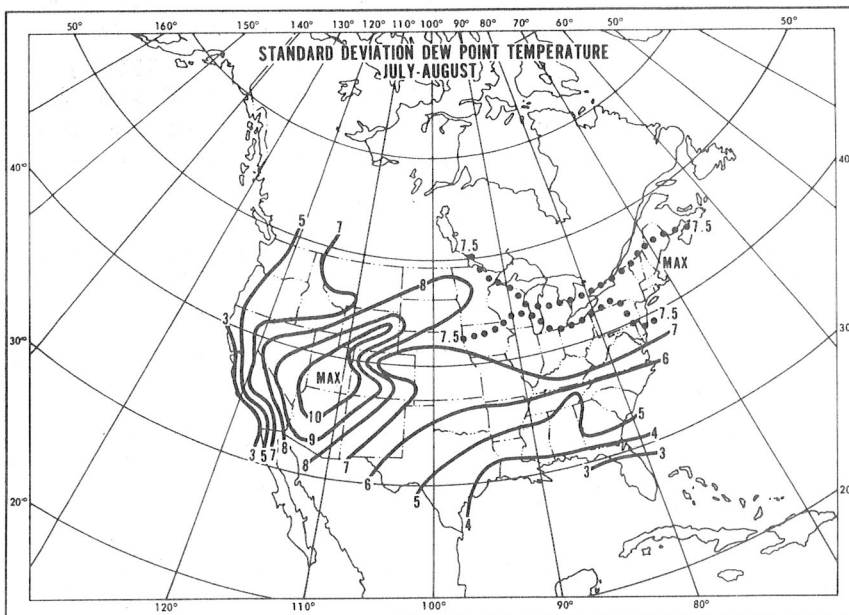 50° 160° 150° 140° 130° 120° 110° 100° 90° 80° 70° 60° 50° 50°
STANDARD DEVIATION DEW POINT TEMPERATURE
JULY-AUGUST
40° 40°
5 7 7.5 7.5
MAX
8
3 7.5 7.5
30° 30°
7
6
MAX
10
5
9
4
3 5 7 8 8 7 3 3
6
5
20° 20°
4
120° 110° 100° 90° 80°